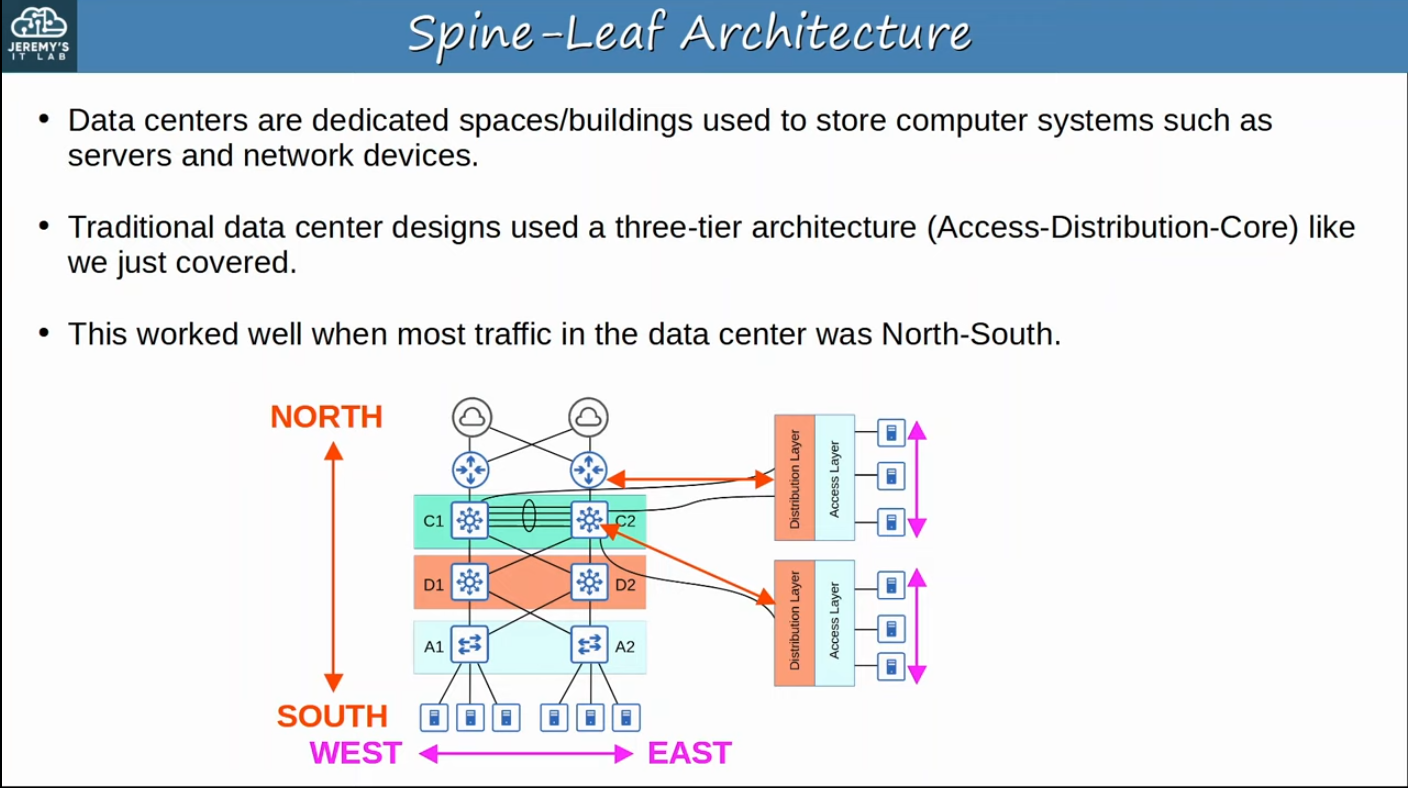 JEREMY'S
IT LAB
Spine-Leaf Architecture
• Data centers are dedicated spaces/buildings used to store computer systems such as
servers and network devices.
• Traditional data center designs used a three-tier architecture (Access-Distribution-Core) like
we just covered.
• This worked well when most traffic in the data center was North-South.
NORTH
C1
C2
D1
D2
A1
A2
SOUTH
WEST
EAST
Distribution Layer
Access Layer
Distribution Layer
Access Layer